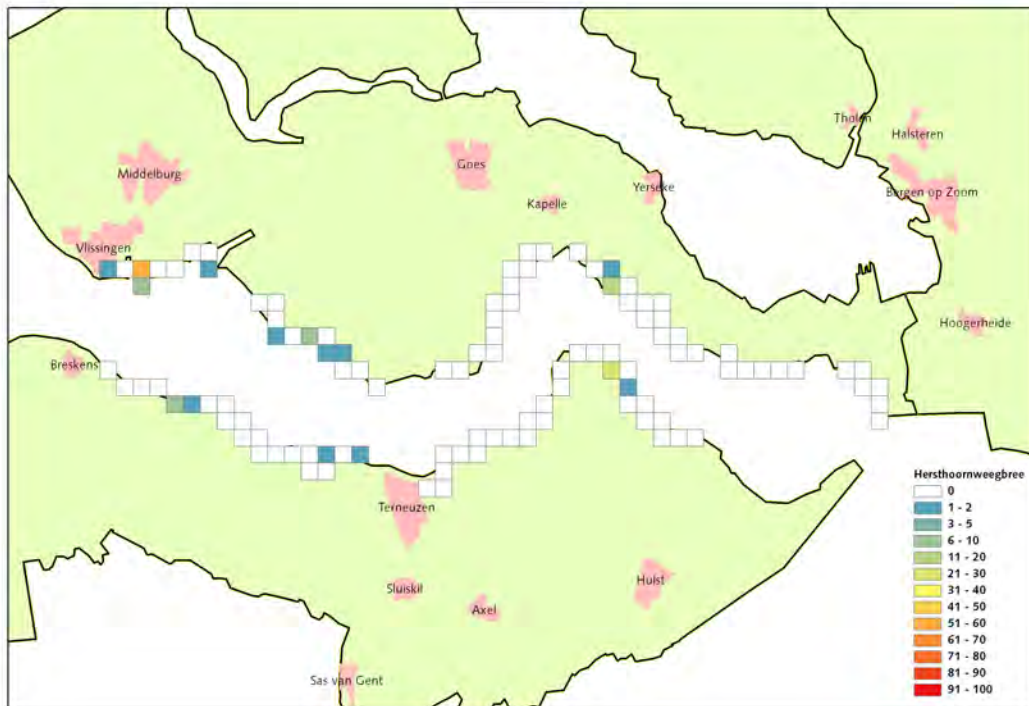 Tholen
Halsteren
Middelburg
Goes
Bergen op Zoom
Yerseke
Kapelle
Vlissingen
Hoogerheide
Breskens
Hersthoornweegbree
0
1 - 2
3 - 5
6 - 10
11 - 20
21 - 30
31 - 40
41 - 50
51 - 60
61 - 70
71 - 80
81 - 90
91 - 100
Terneuzen
Sluiskil
Axel
Hulst
Sas van Gent